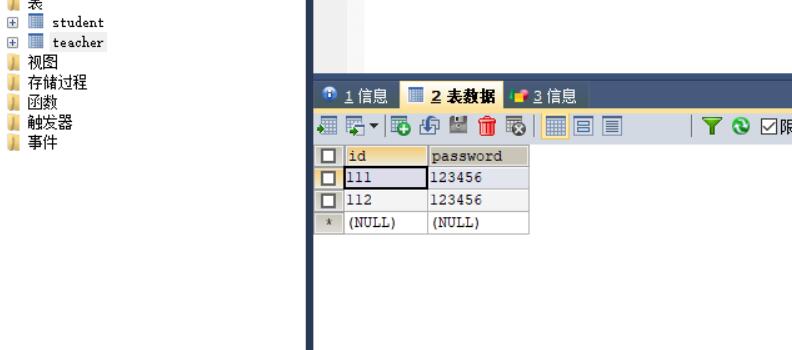 表
student
teacher
视图
存储过程
函数
触发器
事件
1 信息 2 表数据 3 信息
限
id password
111 123456
112 123456
* (NULL) (NULL)